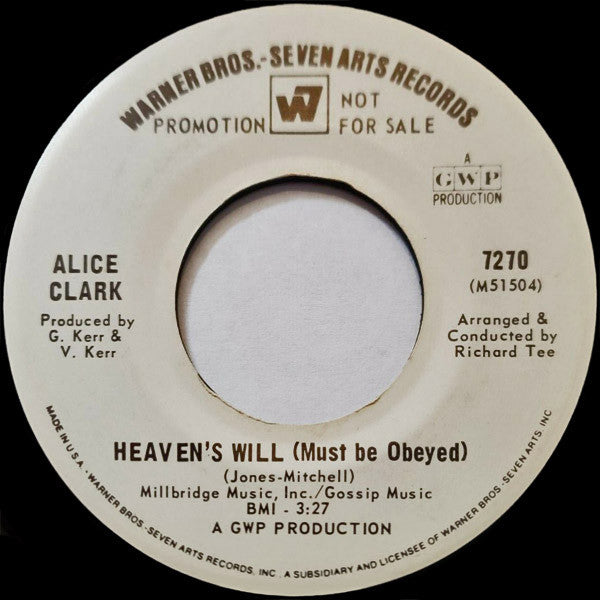 WARNER BROS.-SEVEN ARTS RECORDS
W7
PROMOTION NOT FOR SALE
A
GWP
PRODUCTION
ALICE
CLARK
Produced by
G. Kerr &
V. Kerr
7270
(M51504)
Arranged &
Conducted by
Richard Tee
HEAVEN'S WILL (Must be Obeyed)
(Jones-Mitchell)
Millbridge Music, Inc./Gossip Music
BMI - 3:27
A GWP PRODUCTION
MADE IN U.S.A. - WARNER BROS. - SEVEN ARTS RECORDS, INC., A SUBSIDIARY AND LICENSEE OF WARNER BROS. - SEVEN ARTS, INC